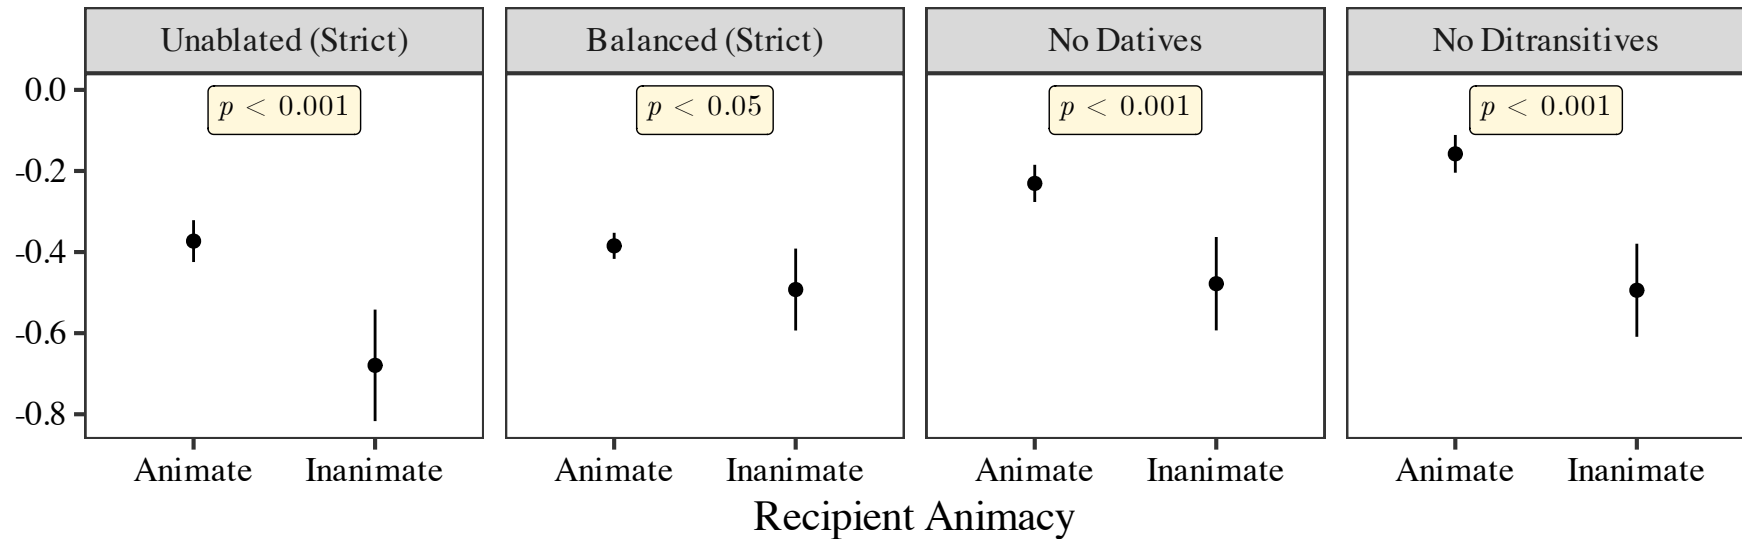 Unablated (Strict) Balanced (Strict) No Datives No Ditransitives
0.0
p < 0.001 p < 0.05 p < 0.001 p < 0.001
-0.2
-0.4
-0.6
-0.8
Animate Inanimate Animate Inanimate Animate Inanimate Animate Inanimate
Recipient Animacy